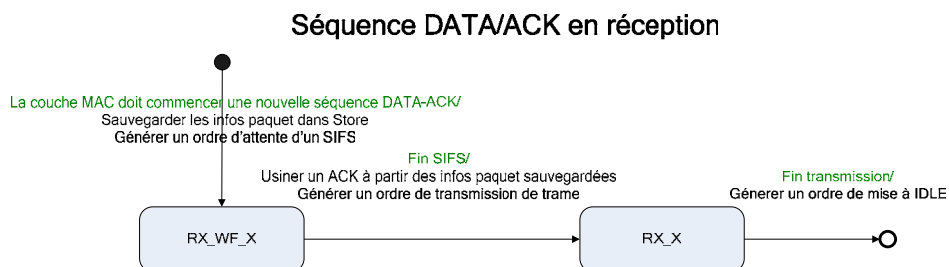 Séquence DATA/ACK en réception
La couche MAC doit commencer une nouvelle séquence DATA-ACK/
Sauvegarder les infos paquet dans Store
Générer un ordre d'attente d'un SIFS
Fin SIFS/
Usiner un ACK à partir des infos paquet sauvegardées
Générer un ordre de transmission de trame
Fin transmission/
Génerer un ordre de mise à IDLE
RX_WF_X
RX_X